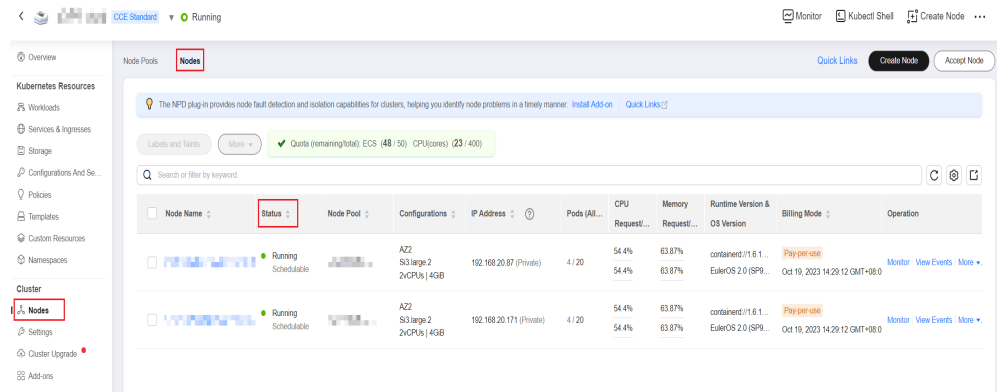 CCE Standard Running Monitor Kubectl Shell Create Node ...
Overview
Node Pools Nodes Quick Links Create Node Accept Node
Kubernetes Resources
Workloads
Services & Ingresses
Storage
Configurations And Se...
Policies
Templates
Custom Resources
Namespaces
Cluster
Nodes
Settings
Cluster Upgrade
Add-ons
The NPD plug-in provides node fault detection and isolation capabilities for clusters, helping you identify node problems in a timely manner. Install Add-on Quick Links
Labels and Taints More Quota (remaining/total): ECS (48 / 50) CPU(cores) (23 / 400)
Search or filter by keyword.
Node Name Status Node Pool Configurations IP Address Pods (All... CPU Request/... Memory Request/... Runtime Version & OS Version Billing Mode Operation
Running
Schedulable
AZ2
Si3.large.2
2vCPUs | 4GiB
192.168.20.87 (Private)
4 / 20
54.4%
54.4%
63.87%
63.87%
containerd://1.6.1...
EulerOS 2.0 (SP9...
Pay-per-use
Oct 19, 2023 14:29:12 GMT+08:0
Monitor View Events More
Running
Schedulable
AZ2
Si3.large.2
2vCPUs | 4GiB
192.168.20.171 (Private)
4 / 20
54.4%
54.4%
63.87%
63.87%
containerd://1.6.1...
EulerOS 2.0 (SP9...
Pay-per-use
Oct 19, 2023 14:29:12 GMT+08:0
Monitor View Events More